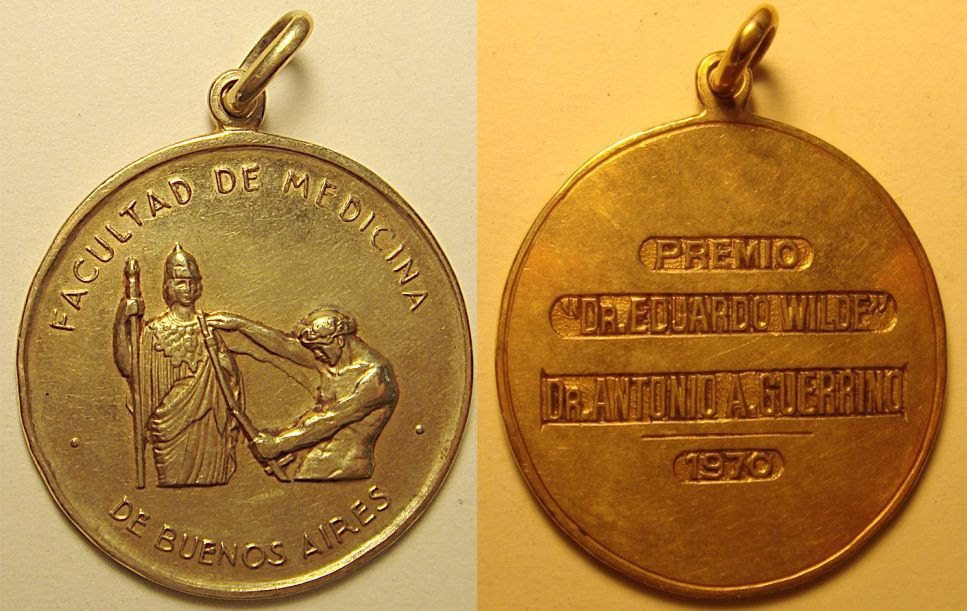 FACULTAD DE MEDICINA
DE BUENOS AIRES
PREMIO
"DR. EDUARDO WILDE"
DR. ANTONIO A. GUERRINO
1970